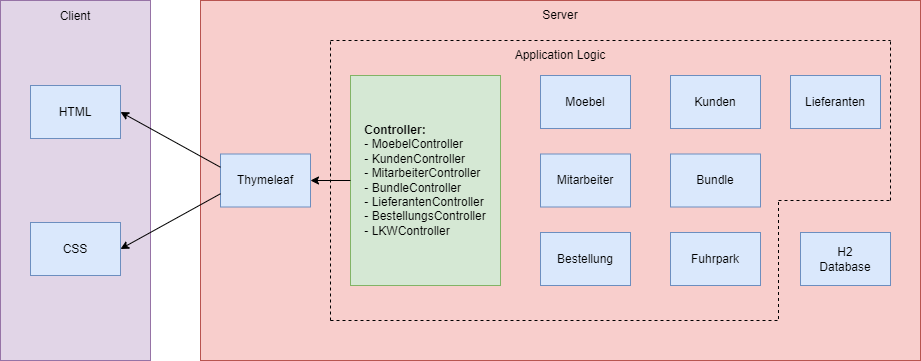 Client
Server
Application Logic
HTML
CSS
Thymeleaf
Controller:
- MoebelController
- KundenController
- MitarbeiterController
- BundleController
- LieferantenController
- BestellungsController
- LKWController
Moebel
Kunden
Lieferanten
Mitarbeiter
Bundle
Bestellung
Fuhrpark
H2
Database